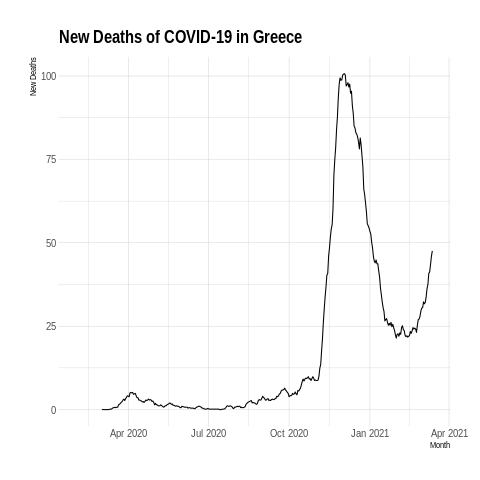 New Deaths of COVID-19 in Greece
New Deaths
100
75
50
25
0
Apr 2020 Jul 2020 Oct 2020 Jan 2021 Apr 2021
Month